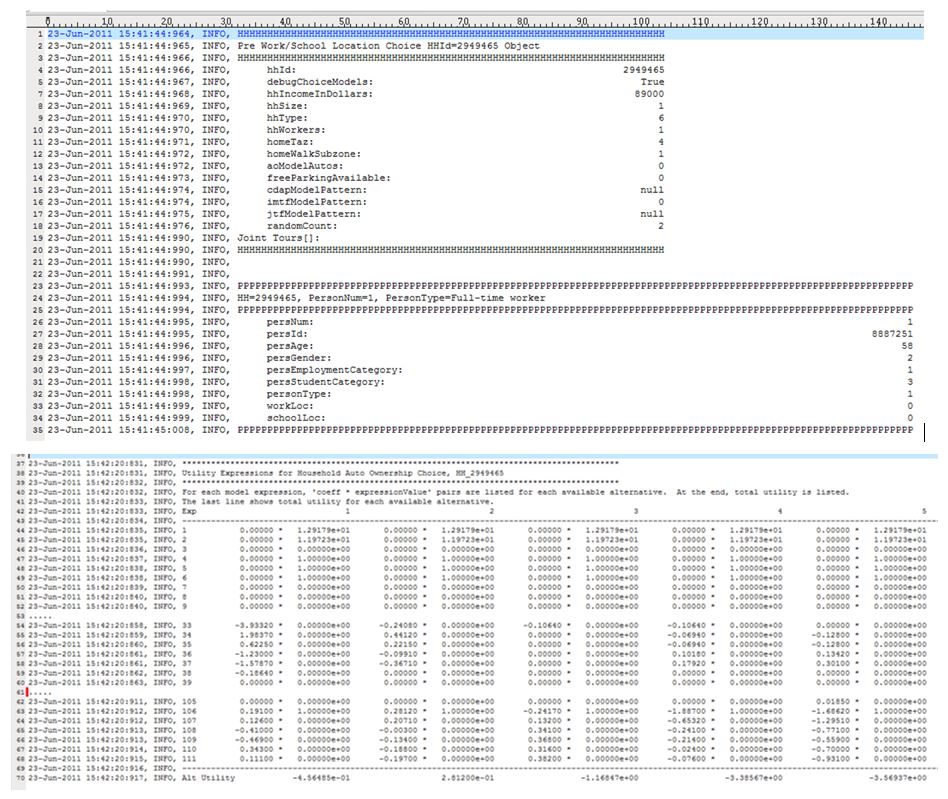 0 10 20 30 40 50 60 70 80 90 100 110 120 130 140
1 23-Jun-2011 15:41:44:964, INFO, HHHHHHHHHHHHHHHHHHHHHHHHHHHHHHHHHHHHHHHHHHHHHHHHHHHHHHHHHHHHHHHHHHHHHHHH
2 23-Jun-2011 15:41:44:965, INFO, Pre Work/School Location Choice HHId=2949465 Object
3 23-Jun-2011 15:41:44:966, INFO, HHHHHHHHHHHHHHHHHHHHHHHHHHHHHHHHHHHHHHHHHHHHHHHHHHHHHHHHHHHHHHHHHHHHHHHH
4 23-Jun-2011 15:41:44:966, INFO, hhId: 2949465
5 23-Jun-2011 15:41:44:967, INFO, debugChoiceModels: True
7 23-Jun-2011 15:41:44:968, INFO, hhIncomeInDollars: 89000
8 23-Jun-2011 15:41:44:969, INFO, hhSize: 1
9 23-Jun-2011 15:41:44:970, INFO, hhType: 6
10 23-Jun-2011 15:41:44:970, INFO, hhWorkers: 1
11 23-Jun-2011 15:41:44:971, INFO, homeTaz: 4
12 23-Jun-2011 15:41:44:972, INFO, homeWalkSubzone: 1
13 23-Jun-2011 15:41:44:972, INFO, aoModelAutos: 0
14 23-Jun-2011 15:41:44:973, INFO, freeParkingAvailable: 0
15 23-Jun-2011 15:41:44:974, INFO, cdapModelPattern: null
16 23-Jun-2011 15:41:44:974, INFO, imtfModelPattern: 0
17 23-Jun-2011 15:41:44:975, INFO, jtfModelPattern: null
18 23-Jun-2011 15:41:44:976, INFO, randomCount: 2
19 23-Jun-2011 15:41:44:990, INFO, Joint Tours[]:
20 23-Jun-2011 15:41:44:990, INFO, HHHHHHHHHHHHHHHHHHHHHHHHHHHHHHHHHHHHHHHHHHHHHHHHHHHHHHHHHHHHHHHHHHHHHHHH
21 23-Jun-2011 15:41:44:990, INFO,
22 23-Jun-2011 15:41:44:991, INFO,
23 23-Jun-2011 15:41:44:993, INFO, PPPPPPPPPPPPPPPPPPPPPPPPPPPPPPPPPPPPPPPPPPPPPPPPPPPPPPPPPPPPPPPPPPPPPPPPPPPPPPPPPPPPPPPPPPPPPPPPPPPPPPPPPPPPPPPPPP
24 23-Jun-2011 15:41:44:994, INFO, HH=2949465, PersonNum=1, PersonType=Full-time worker
25 23-Jun-2011 15:41:44:994, INFO, PPPPPPPPPPPPPPPPPPPPPPPPPPPPPPPPPPPPPPPPPPPPPPPPPPPPPPPPPPPPPPPPPPPPPPPPPPPPPPPPPPPPPPPPPPPPPPPPPPPPPPPPPPPPPPPPPP
26 23-Jun-2011 15:41:44:995, INFO, persNum: 1
27 23-Jun-2011 15:41:44:995, INFO, persId: 8887251
28 23-Jun-2011 15:41:44:996, INFO, persAge: 58
29 23-Jun-2011 15:41:44:996, INFO, persGender: 2
30 23-Jun-2011 15:41:44:997, INFO, persEmploymentCategory: 1
31 23-Jun-2011 15:41:44:998, INFO, persStudentCategory: 3
32 23-Jun-2011 15:41:44:998, INFO, personType: 1
33 23-Jun-2011 15:41:44:999, INFO, workLoc: 0
34 23-Jun-2011 15:41:44:999, INFO, schoolLoc: 0
35 23-Jun-2011 15:41:45:008, INFO, PPPPPPPPPPPPPPPPPPPPPPPPPPPPPPPPPPPPPPPPPPPPPPPPPPPPPPPPPPPPPPPPPPPPPPPPPPPPPPPPPPPPPPPPPPPPPPPPPPPPPPPPPPPPPPPPPP
37 23-Jun-2011 15:42:20:831, INFO, ****************************************************************************************
38 23-Jun-2011 15:42:20:831, INFO, Utility Expressions for Household Auto Ownership Choice, HH_2949465
39 23-Jun-2011 15:42:20:832, INFO, ****************************************************************************************
40 23-Jun-2011 15:42:20:832, INFO, For each model expression, 'coeff * expressionValue' pairs are listed for each available alternative. At the end, total utility is listed.
41 23-Jun-2011 15:42:20:833, INFO, The last line shows total utility for each available alternative.
42 23-Jun-2011 15:42:20:833, INFO, Exp 1 2 3 4 5
43 23-Jun-2011 15:42:20:834, INFO, ----------------------------------------
44 23-Jun-2011 15:42:20:835, INFO, 1 0.00000 * 1.29179e+01 0.00000 * 1.29179e+01 0.00000 * 1.29179e+01 0.00000 * 1.29179e+01 0.00000 * 1.29179e+01
45 23-Jun-2011 15:42:20:835, INFO, 2 0.00000 * 1.19723e+01 0.00000 * 1.19723e+01 0.00000 * 1.19723e+01 0.00000 * 1.19723e+01 0.00000 * 1.19723e+01
46 23-Jun-2011 15:42:20:836, INFO, 3 0.00000 * 0.00000e+00 0.00000 * 0.00000e+00 0.00000 * 0.00000e+00 0.00000 * 0.00000e+00 0.00000 * 0.00000e+00
47 23-Jun-2011 15:42:20:837, INFO, 4 0.00000 * 1.00000e+00 0.00000 * 1.00000e+00 0.00000 * 1.00000e+00 0.00000 * 1.00000e+00 0.00000 * 1.00000e+00
48 23-Jun-2011 15:42:20:838, INFO, 5 0.00000 * 1.00000e+00 0.00000 * 1.00000e+00 0.00000 * 1.00000e+00 0.00000 * 1.00000e+00 0.00000 * 1.00000e+00
49 23-Jun-2011 15:42:20:838, INFO, 6 0.00000 * 1.00000e+00 0.00000 * 1.00000e+00 0.00000 * 1.00000e+00 0.00000 * 1.00000e+00 0.00000 * 1.00000e+00
50 23-Jun-2011 15:42:20:839, INFO, 7 0.00000 * 0.00000e+00 0.00000 * 0.00000e+00 0.00000 * 0.00000e+00 0.00000 * 0.00000e+00 0.00000 * 0.00000e+00
51 23-Jun-2011 15:42:20:840, INFO, 8 0.00000 * 0.00000e+00 0.00000 * 0.00000e+00 0.00000 * 0.00000e+00 0.00000 * 0.00000e+00 0.00000 * 0.00000e+00
52 23-Jun-2011 15:42:20:840, INFO, 9 0.00000 * 0.00000e+00 0.00000 * 0.00000e+00 0.00000 * 0.00000e+00 0.00000 * 0.00000e+00 0.00000 * 0.00000e+00
53 .....
54 23-Jun-2011 15:42:20:858, INFO, 33 -3.93320 * 0.00000e+00 -0.24080 * 0.00000e+00 -0.10640 * 0.00000e+00 -0.10640 * 0.00000e+00 0.00000 * 0.00000e+00
55 23-Jun-2011 15:42:20:859, INFO, 34 1.98370 * 0.00000e+00 0.44120 * 0.00000e+00 0.00000 * 0.00000e+00 -0.06940 * 0.00000e+00 -0.12800 * 0.00000e+00
56 23-Jun-2011 15:42:20:860, INFO, 35 0.62250 * 0.00000e+00 0.22150 * 0.00000e+00 0.00000 * 0.00000e+00 -0.06940 * 0.00000e+00 -0.12800 * 0.00000e+00
57 23-Jun-2011 15:42:20:861, INFO, 36 -1.23000 * 0.00000e+00 -0.09910 * 0.00000e+00 0.00000 * 0.00000e+00 0.10180 * 0.00000e+00 0.13420 * 0.00000e+00
58 23-Jun-2011 15:42:20:861, INFO, 37 -1.57870 * 0.00000e+00 -0.36710 * 0.00000e+00 0.00000 * 0.00000e+00 0.17920 * 0.00000e+00 0.30100 * 0.00000e+00
59 23-Jun-2011 15:42:20:862, INFO, 38 -0.18640 * 0.00000e+00 0.00000 * 0.00000e+00 0.00000 * 0.00000e+00 0.00000 * 0.00000e+00 0.00000 * 0.00000e+00
60 23-Jun-2011 15:42:20:863, INFO, 39 0.00000 * 0.00000e+00 0.00000 * 0.00000e+00 0.00000 * 0.00000e+00 0.00000 * 0.00000e+00 0.00000 * 0.00000e+00
61 .....
62 23-Jun-2011 15:42:20:911, INFO, 105 0.00000 * 0.00000e+00 0.00000 * 0.00000e+00 0.00000 * 0.00000e+00 0.00000 * 0.00000e+00 0.01850 * 0.00000e+00
63 23-Jun-2011 15:42:20:912, INFO, 106 0.19100 * 0.00000e+00 0.28120 * 0.00000e+00 -0.24170 * 0.00000e+00 -1.88700 * 0.00000e+00 -1.68620 * 0.00000e+00
64 23-Jun-2011 15:42:20:912, INFO, 107 0.12600 * 0.00000e+00 0.20710 * 0.00000e+00 0.13200 * 0.00000e+00 -0.65320 * 0.00000e+00 -1.29510 * 0.00000e+00
65 23-Jun-2011 15:42:20:913, INFO, 108 -0.41000 * 0.00000e+00 -0.00300 * 0.00000e+00 0.34100 * 0.00000e+00 -0.24100 * 0.00000e+00 -0.77100 * 0.00000e+00
66 23-Jun-2011 15:42:20:913, INFO, 109 -0.46900 * 0.00000e+00 -0.13400 * 0.00000e+00 0.36800 * 0.00000e+00 -0.21400 * 0.00000e+00 -0.55900 * 0.00000e+00
67 23-Jun-2011 15:42:20:914, INFO, 110 0.34300 * 0.00000e+00 -0.18800 * 0.00000e+00 0.31600 * 0.00000e+00 -0.02400 * 0.00000e+00 -0.70000 * 0.00000e+00
68 23-Jun-2011 15:42:20:915, INFO, 111 0.11100 * 0.00000e+00 -0.19700 * 0.00000e+00 0.38200 * 0.00000e+00 -0.07600 * 0.00000e+00 -0.93100 * 0.00000e+00
69 23-Jun-2011 15:42:20:916, INFO, ----------------------------------------
70 23-Jun-2011 15:42:20:917, INFO, Alt Utility -4.56485e-01 2.81200e-01 -1.16847e+00 -3.38567e+00 -3.56937e+00